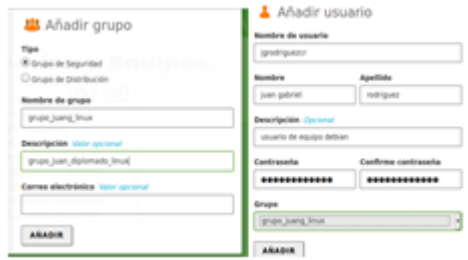 Añadir grupo
Tipo
Grupo de Seguridad
Grupo de Distribución
Nombre de grupo
grupo_juang_linux
Descripción Valor opcional
grupo_juan_diplomado_linux
Correo electrónico Valor opcional
AÑADIR
Añadir usuario
Nombre de usuario
jgrodriguezcr
Nombre Apellido
juan gabriel rodriguez
Descripción Opcional
usuario de equipo debian
Contraseña Confirme contraseña
Grupo
grupo_juang_linux
AÑADIR